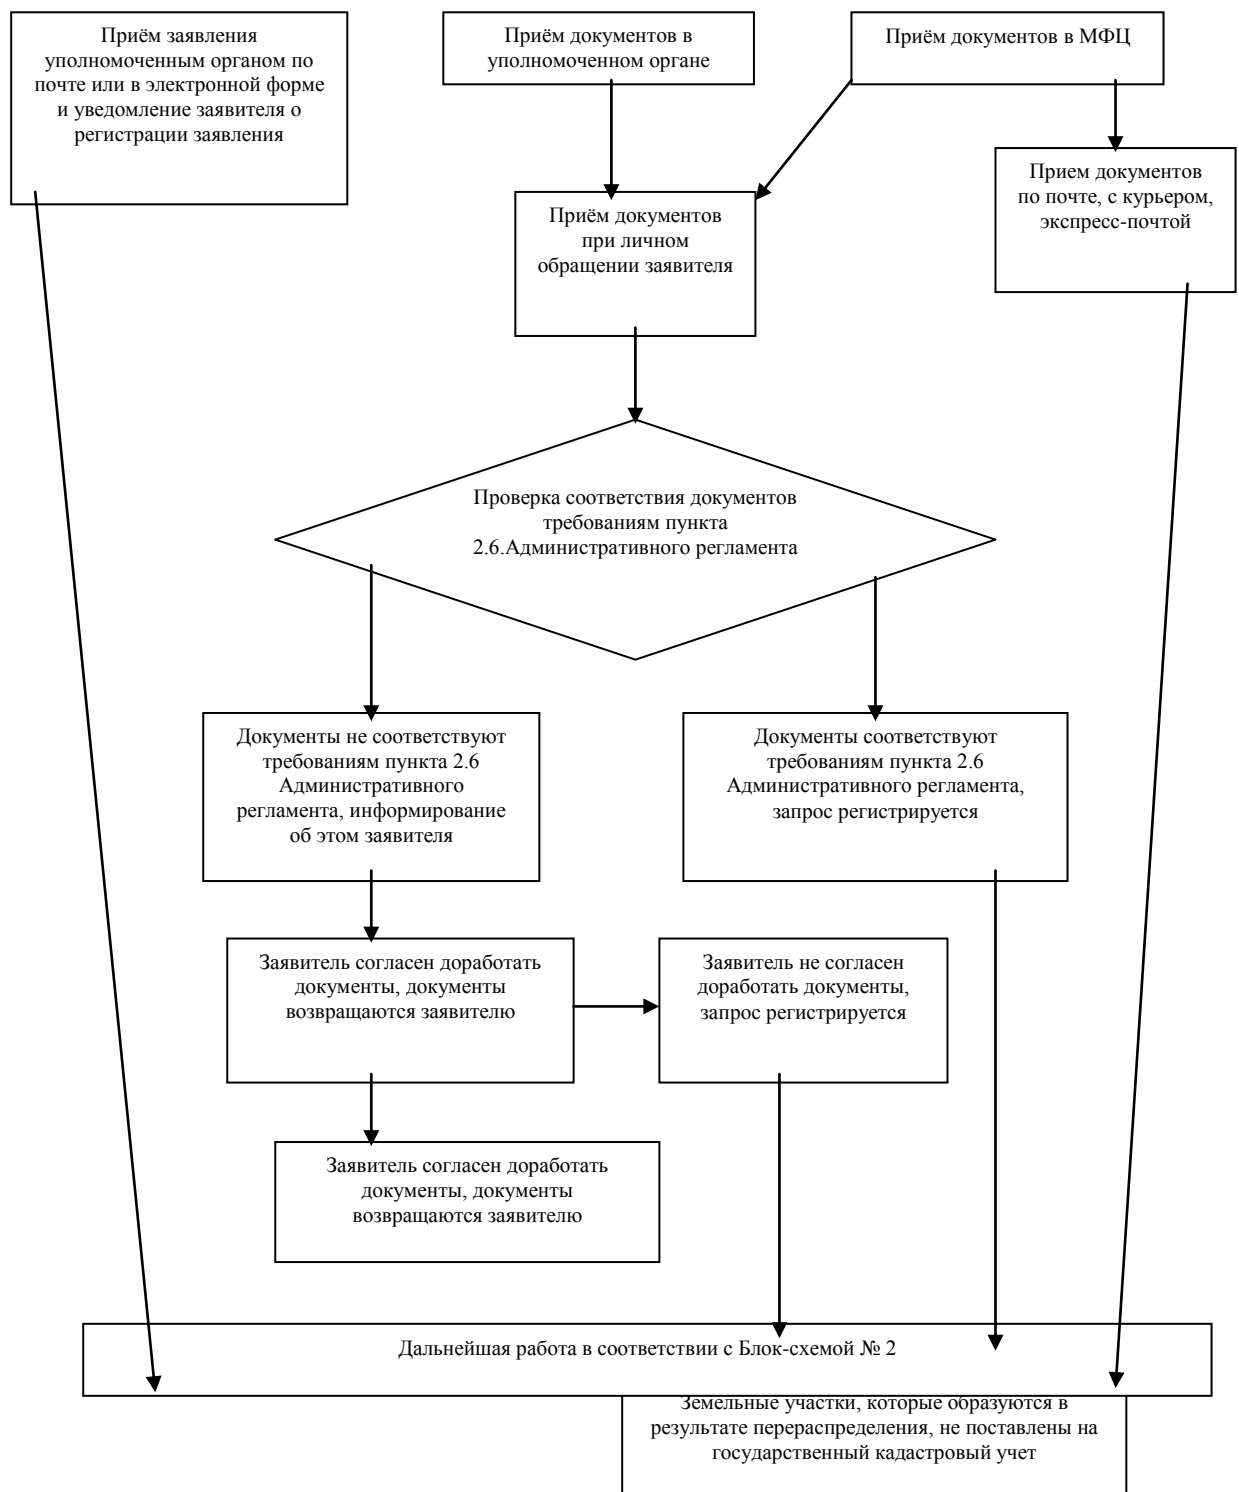 Приём заявления
уполномоченным органом по
почте или в электронной форме
и уведомление заявителя о
регистрации заявления
Приём документов в
уполномоченном органе
Приём документов в МФЦ
Прием документов
по почте, с курьером,
экспресс-почтой
Приём документов
при личном
обращении заявителя
Проверка соответствия документов
требованиям пункта
2.6.Административного регламента
Документы не соответствуют
требованиям пункта 2.6
Административного
регламента, информирование
об этом заявителя
Документы соответствуют
требованиям пункта 2.6
Административного регламента,
запрос регистрируется
Заявитель согласен доработать
документы, документы
возвращаются заявителю
Заявитель не согласен
доработать документы,
запрос регистрируется
Заявитель согласен доработать
документы, документы
возвращаются заявителю
Дальнейшая работа в соответствии с Блок-схемой № 2
Земельные участки, которые образуются в
результате перераспределения, не поставлены на
государственный кадастровый учет